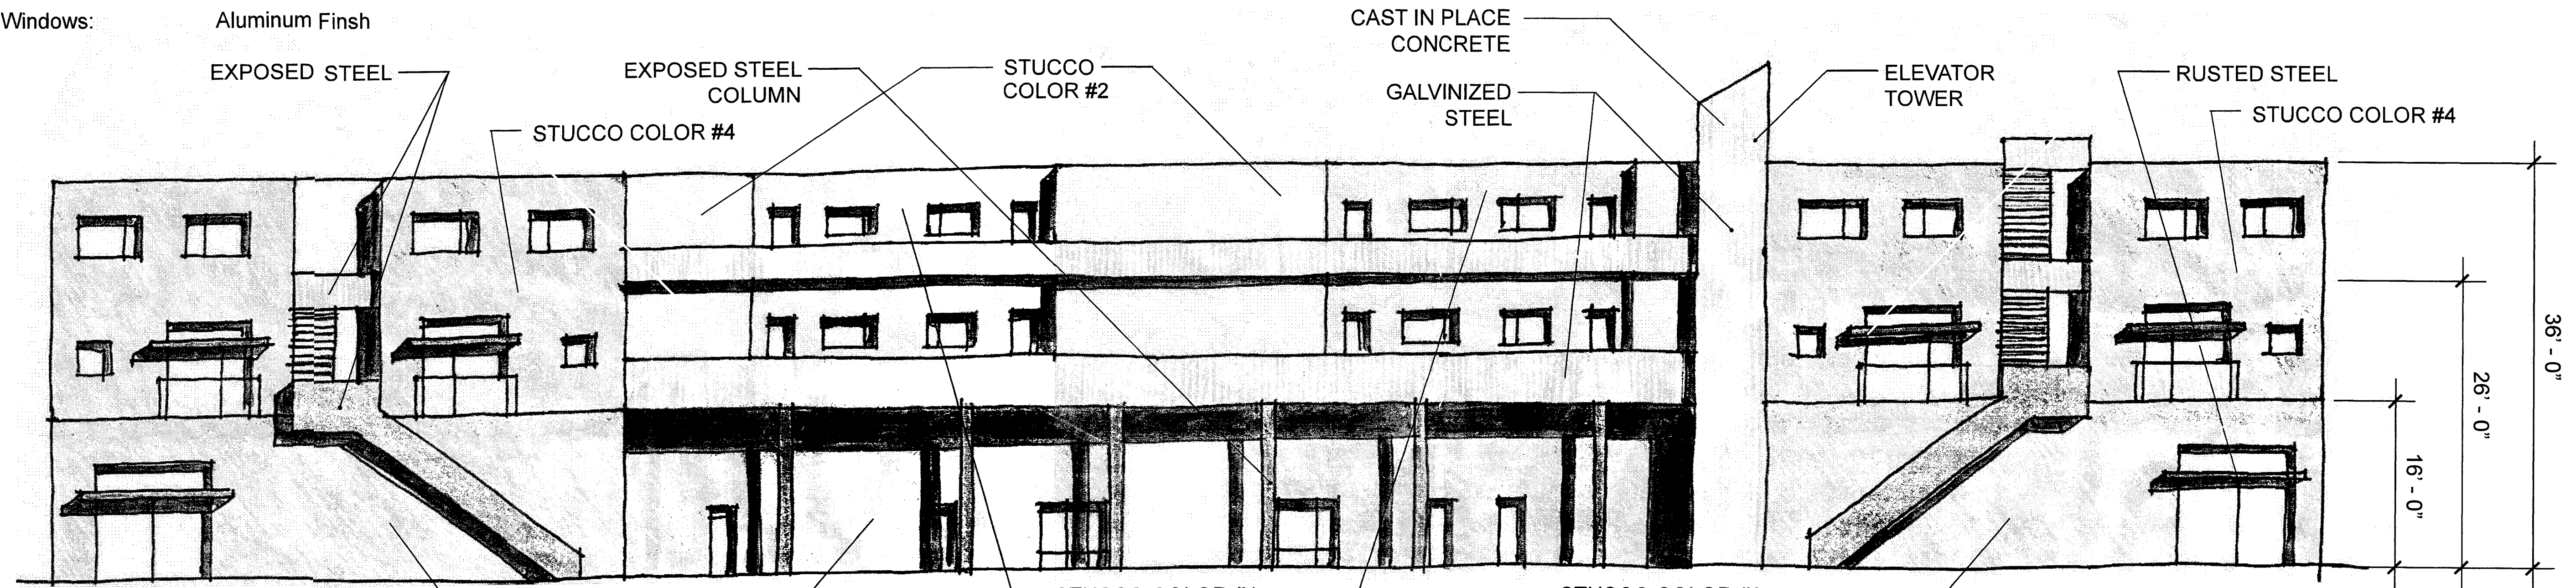 Windows: Aluminum Finsh
CAST IN PLACE
CONCRETE
EXPOSED STEEL
EXPOSED STEEL
COLUMN
STUCCO
COLOR #2
GALVINIZED
STEEL
ELEVATOR
TOWER
RUSTED STEEL
STUCCO COLOR #4
STUCCO COLOR #4
36' - 0"
26' - 0"
16' - 0"